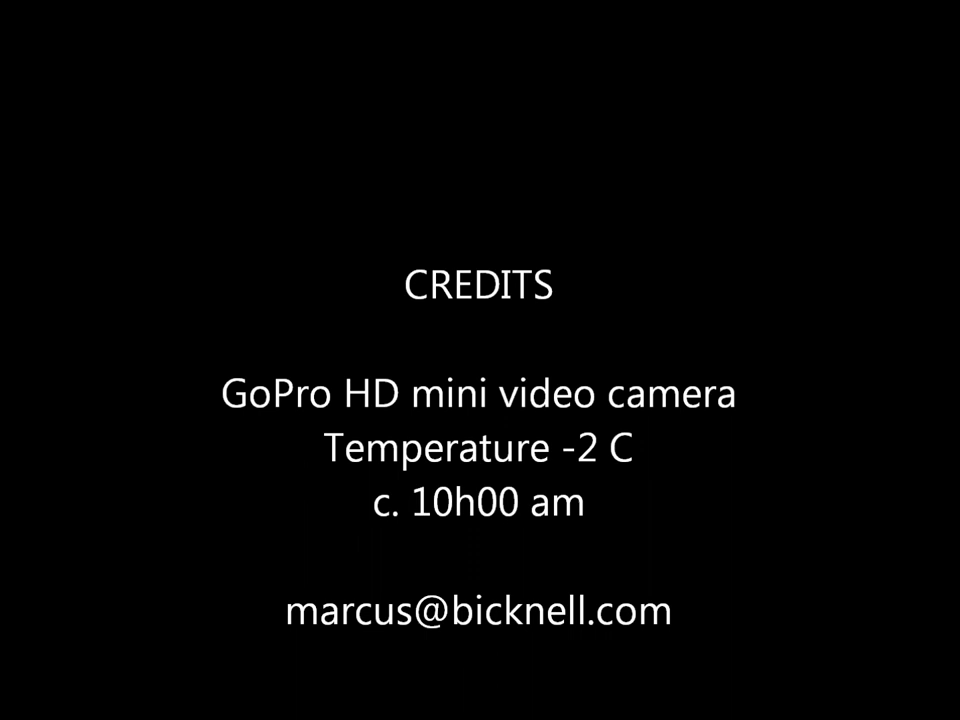 CREDITS
GoPro HD mini video camera
Temperature -2 C
c. 10h00 am
marcus@bicknell.com